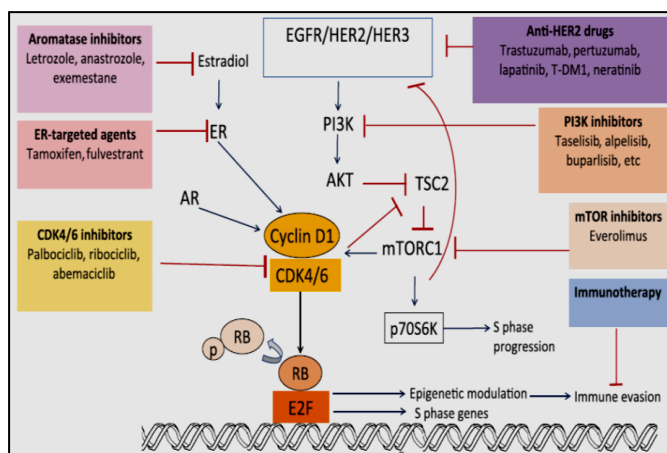 Aromatase inhibitors
Letrozole, anastrozole,
exemestane
ER-targeted agents
Tamoxifen, fulvestrant
CDK4/6 inhibitors
Palbociclib, ribociclib,
abemaciclib
Estradiol
ER
AR
EGFR/HER2/HER3
PI3K
AKT
TSC2
Cyclin D1
CDK4/6
mTORC1
p70S6K
S phase
progression
RB
p
RB
E2F
Epigenetic modulation
S phase genes
Immune evasion
Anti-HER2 drugs
Trastuzumab, pertuzumab,
lapatinib, T-DM1, neratinib
PI3K inhibitors
Taselisib, alpelisib,
buparlisib, etc
mTOR inhibitors
Everolimus
Immunotherapy